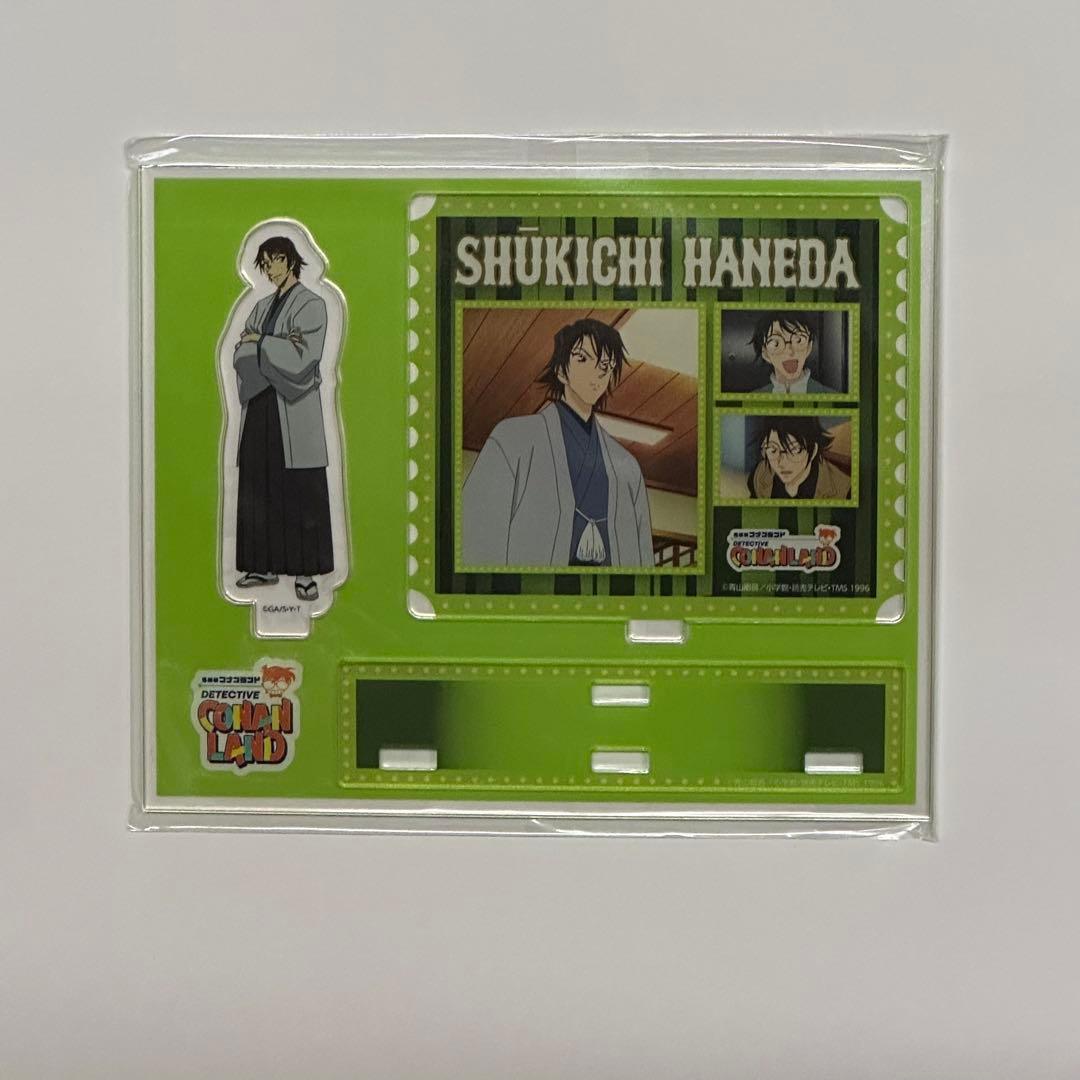 SHŪKICHI HANEDA
名探偵コナンランド
DETECTIVE
CONAN LAND
©青山剛昌／小学館・読売テレビ・TMS 1996
©GA/S・Y・T
名探偵コナンランド
DETECTIVE
CONAN
LAND